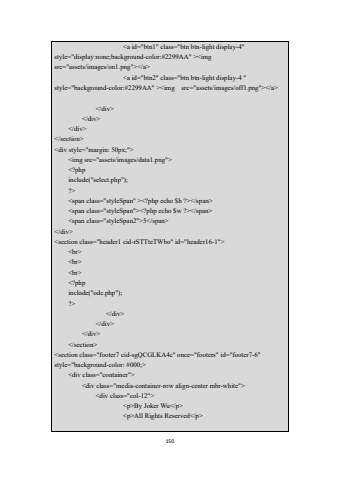 <a id="btn1" class="btn btn-light display-4"
style="display:none;background-color:#2299AA" ><img
src="assets/images/on1.png"></a>
<a id="btn2" class="btn btn-light display-4 "
style="background-color:#2299AA" ><img src="assets/images/off1.png"></a>
</div>
</div>
</div>
</section>
<div style="margin: 50px;">
<img src="assets/images/data1.png">
<?php
include("select.php");
?>
<span class="styleSpan" ><?php echo $h ?></span>
<span class="styleSpan"><?php echo $w ?></span>
<span class="styleSpan2">5</span>
</div>
<section class="header1 cid-rSTTteTWbo" id="header16-1">
<br>
<br>
<br>
<?php
include("odc.php");
?>
</div>
</div>
</div>
</section>
<section class="footer7 cid-sgQCGLKA4c" once="footers" id="footer7-6"
style="background-color: #000;>
<div class="container">
<div class="media-container-row align-center mbr-white">
<div class="col-12">
<p>By Joker Wu</p>
<p>All Rights Reserved</p>
150